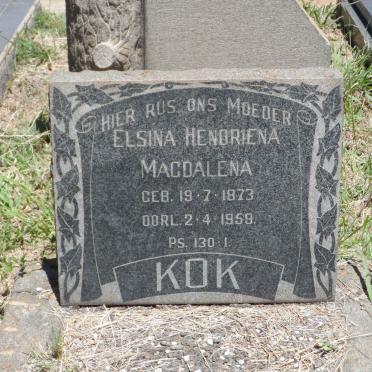 HIER RUS ONS MOEDER
ELSINA HENDRIENA
MAGDALENA
GEB. 19·7·1873
OORL. 2·4·1959.
PS. 130·1.
KOK